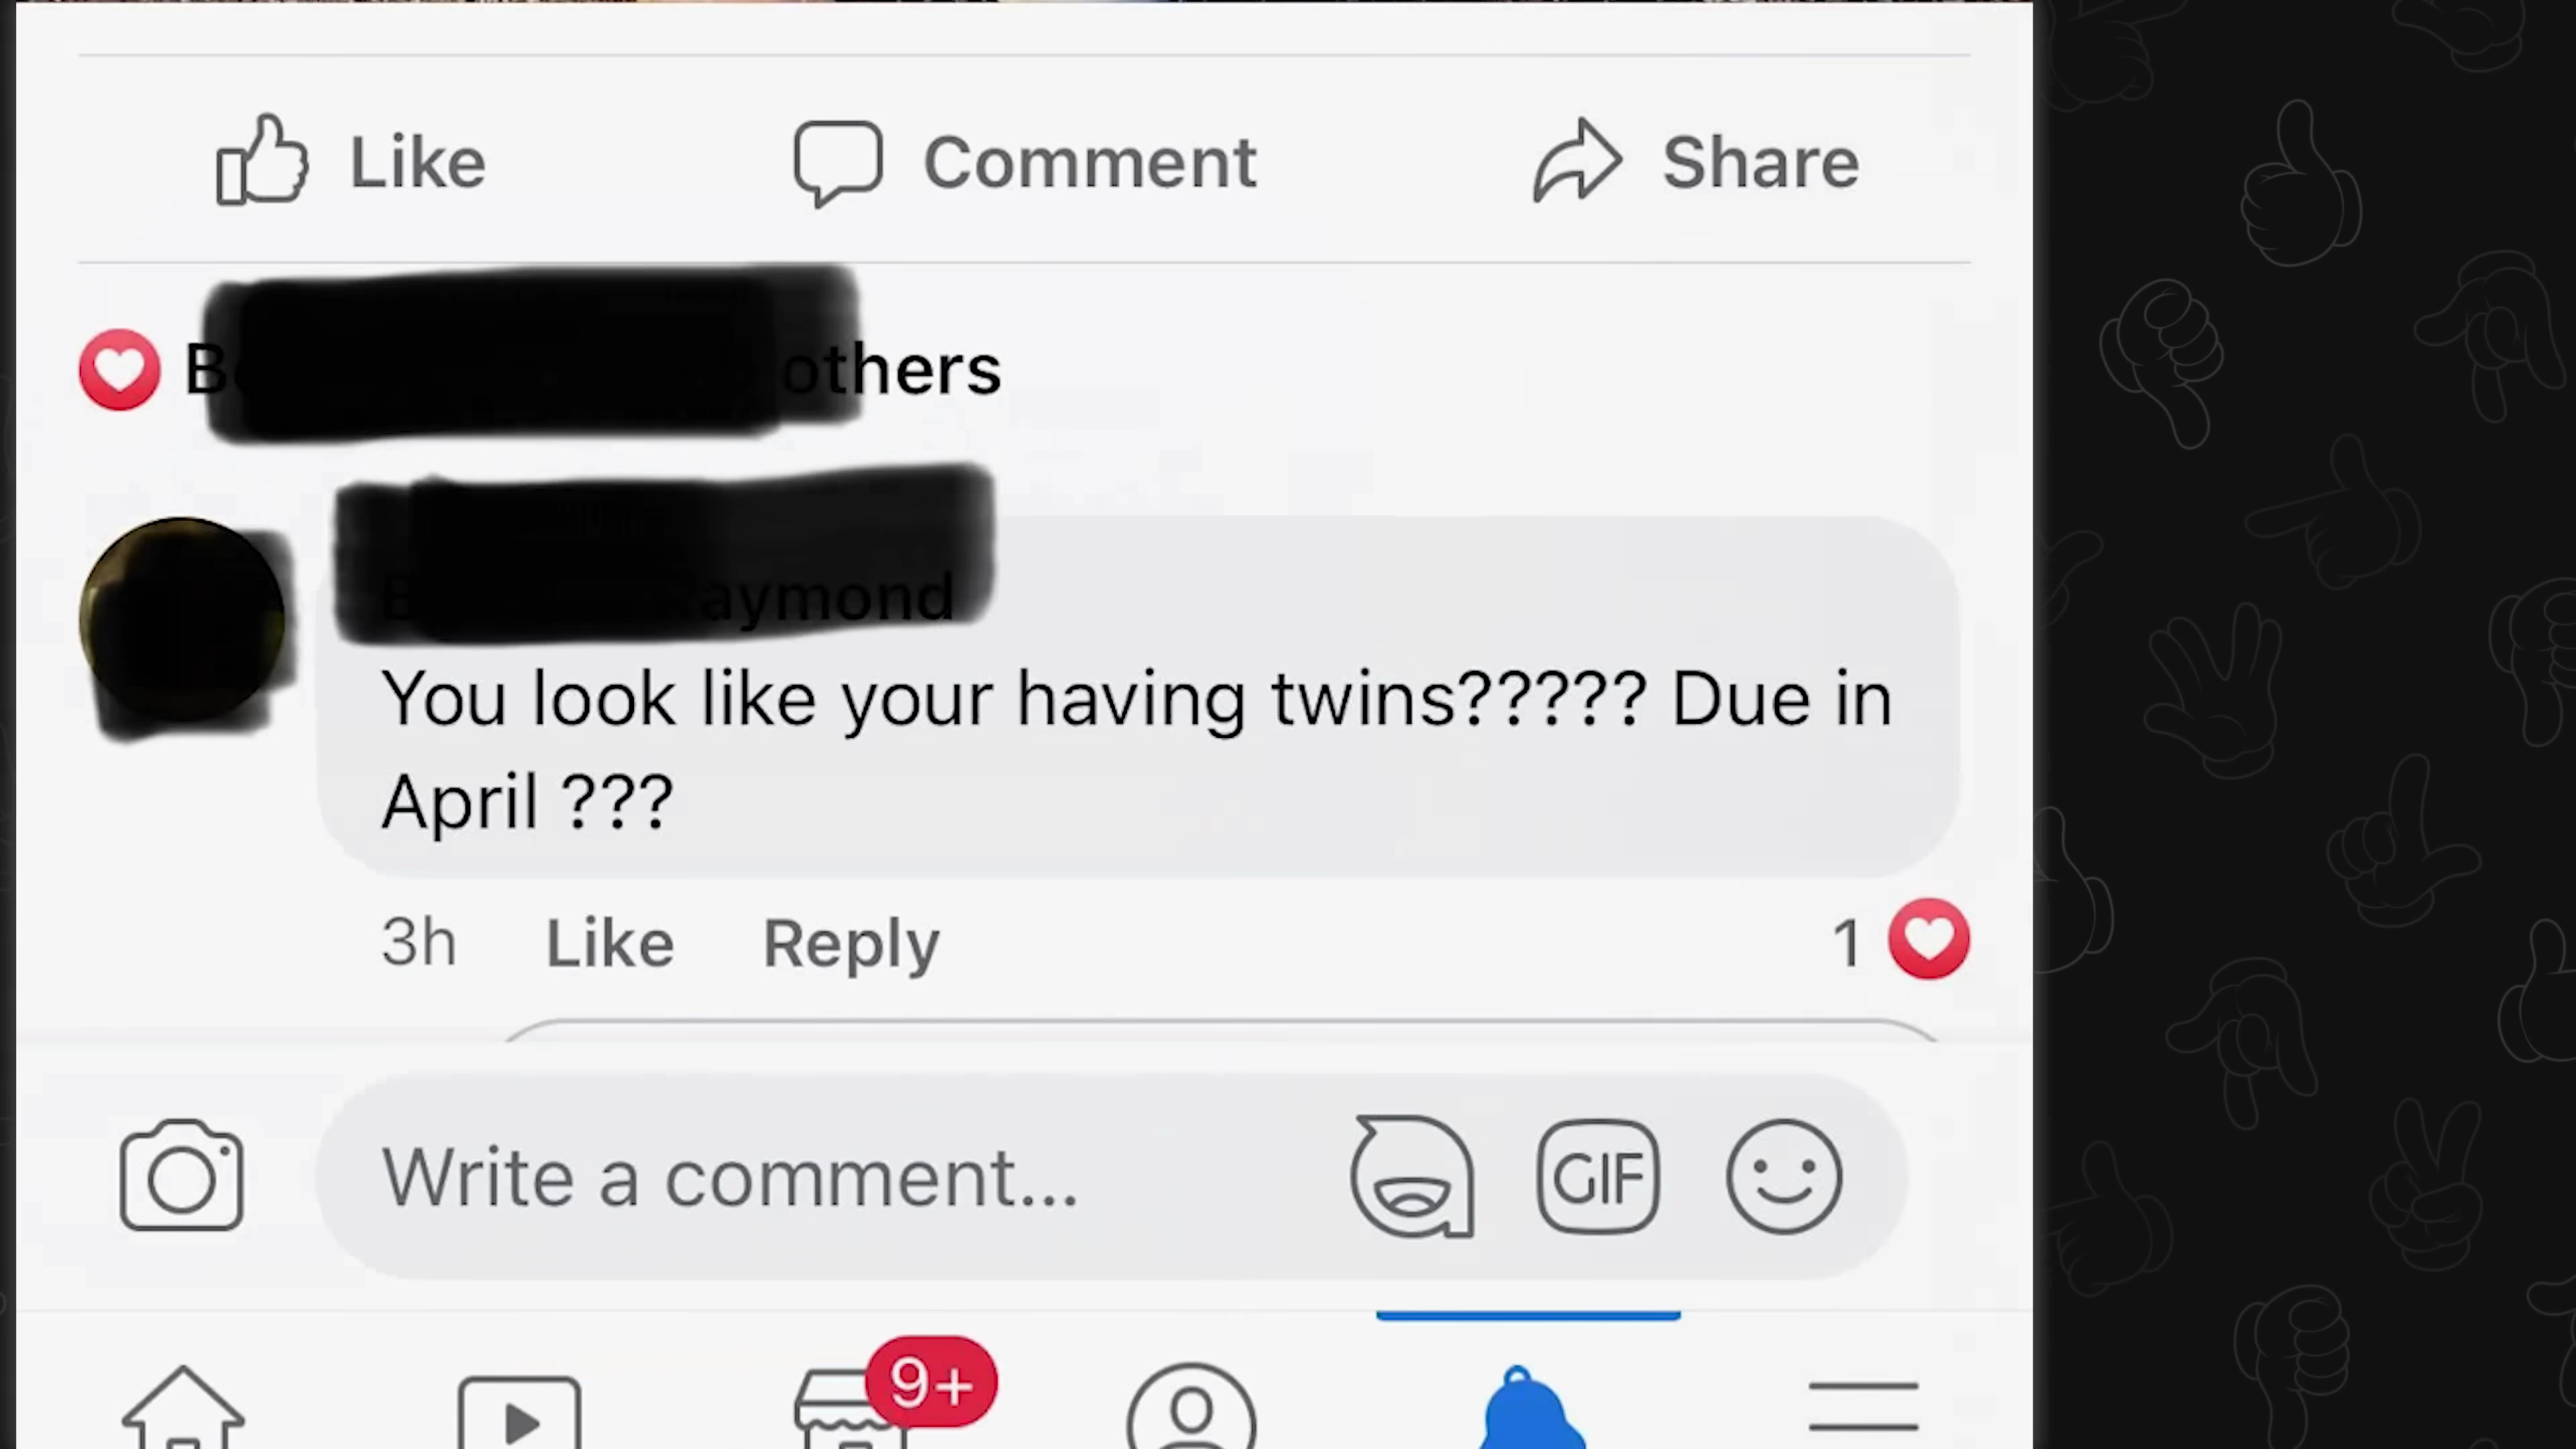 Like Comment Share
others
You look like your having twins????? Due in
April ???
3h Like Reply 1
Write a comment... GIF
9+